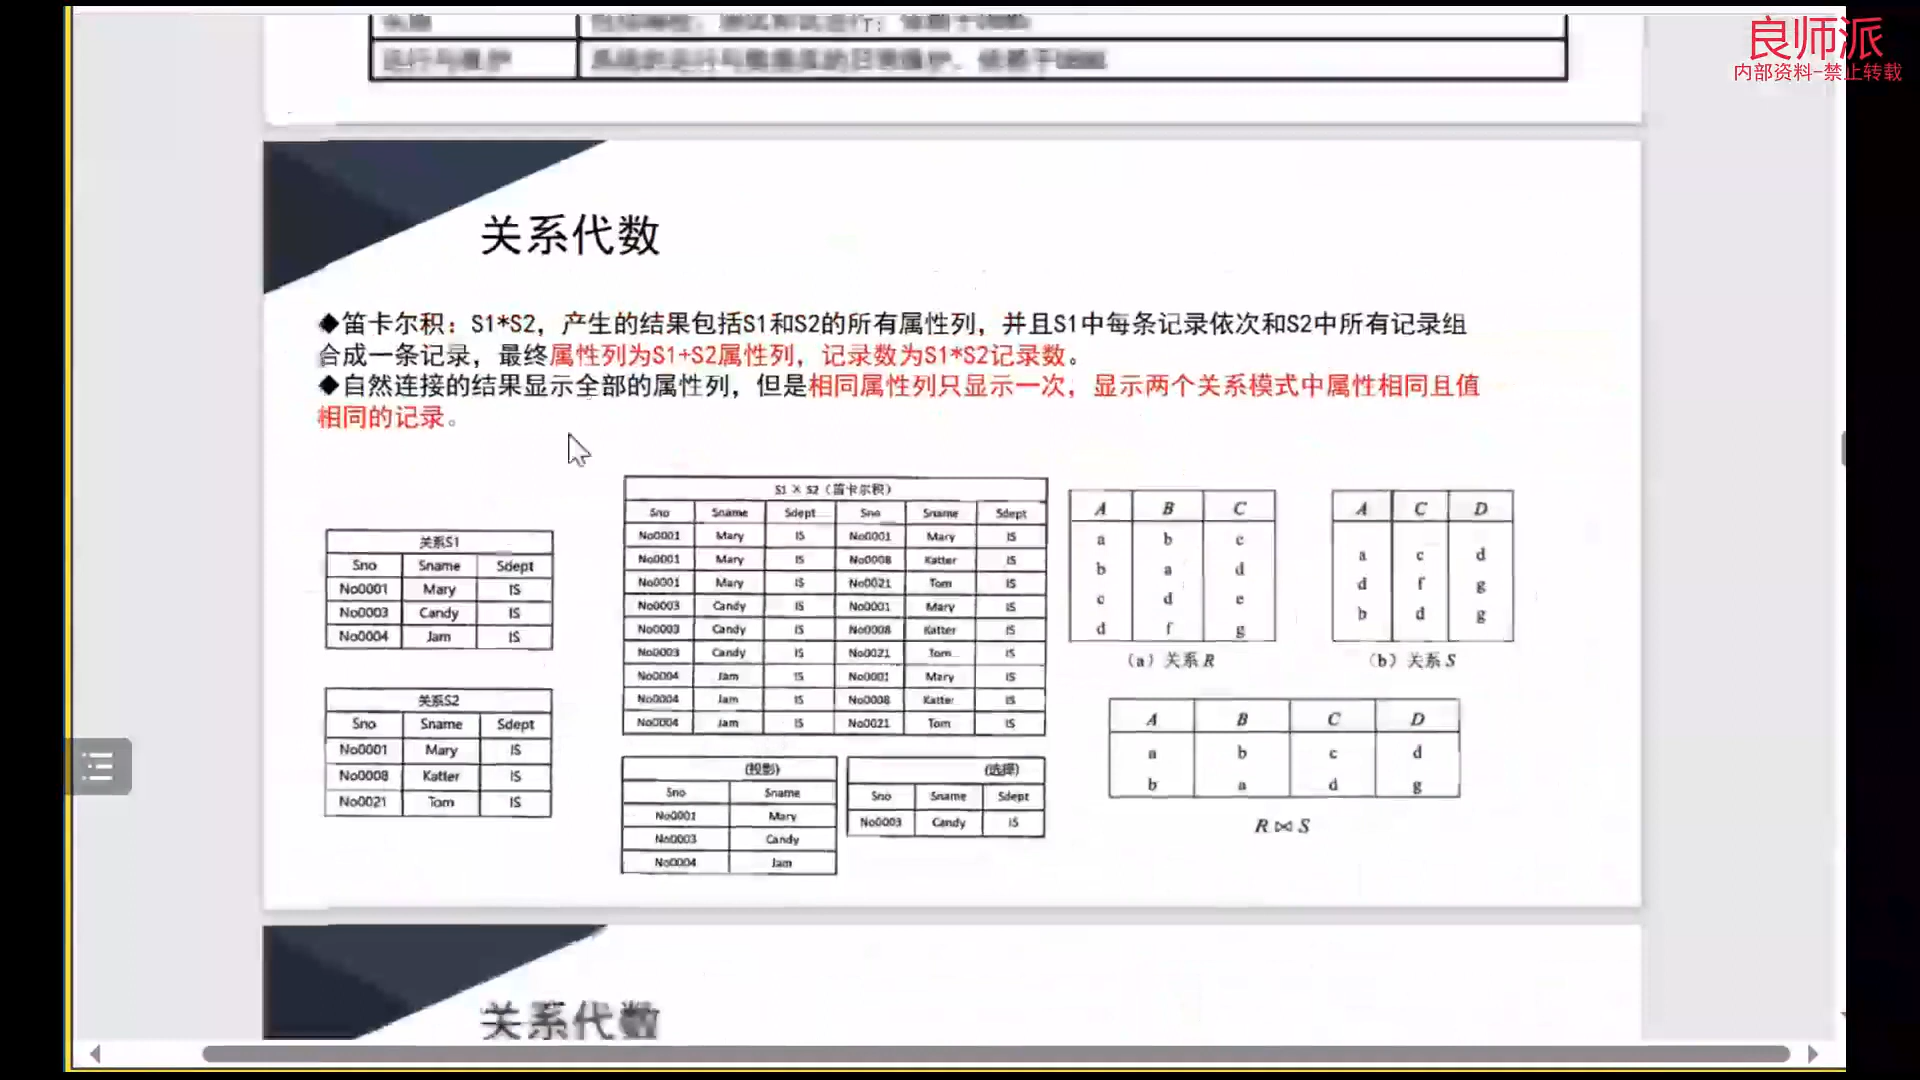 良师派
内部资料-禁止转载
运行与维护
关系代数
◆笛卡尔积：S1*S2，产生的结果包括S1和S2的所有属性列，并且S1中每条记录依次和S2中所有记录组
合成一条记录，最终属性列为S1+S2属性列，记录数为S1*S2记录数。
◆自然连接的结果显示全部的属性列，但是相同属性列只显示一次，显示两个关系模式中属性相同且值
相同的记录。
关系S1
Sno Sname Sdept
No0001 Mary IS
No0003 Candy IS
No0004 Jam IS
关系S2
Sno Sname Sdept
No0001 Mary IS
No0008 Katter IS
No0021 Tom IS
S1 × S2（笛卡尔积）
Sno Sname Sdept Sno Sname Sdept
No0001 Mary IS No0001 Mary IS
No0001 Mary IS No0008 Katter IS
No0001 Mary IS No0021 Tom IS
No0003 Candy IS No0001 Mary IS
No0003 Candy IS No0008 Katter IS
No0003 Candy IS No0021 Tom IS
No0004 Jam IS No0001 Mary IS
No0004 Jam IS No0008 Katter IS
No0004 Jam IS No0021 Tom IS
(投影)
Sno Sname
No0001 Mary
No0003 Candy
No0004 Jam
(选择)
Sno Sname Sdept
No0003 Candy IS
A B C
a b c
b a d
c d e
d f g
（a）关系 R
A C D
a c d
d f g
b d g
（b）关系 S
A B C D
a b c d
b a d g
R ⋈ S
关系代数